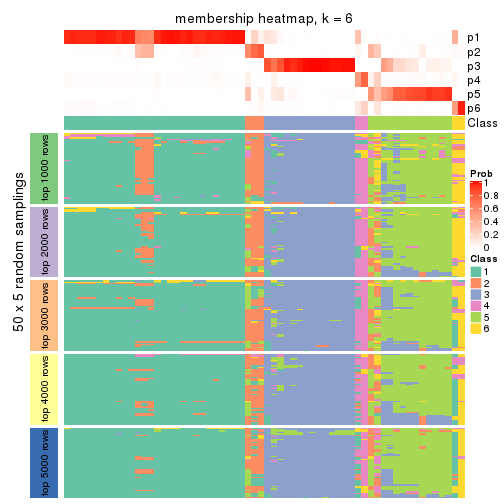 membership heatmap, k = 6
p1
p2
p3
p4
p5
p6
Class
50 x 5 random samplings
top 1000 rows
top 2000 rows
top 3000 rows
top 4000 rows
top 5000 rows
Prob
1
0.8
0.6
0.4
0.2
0
Class
1
2
3
4
5
6